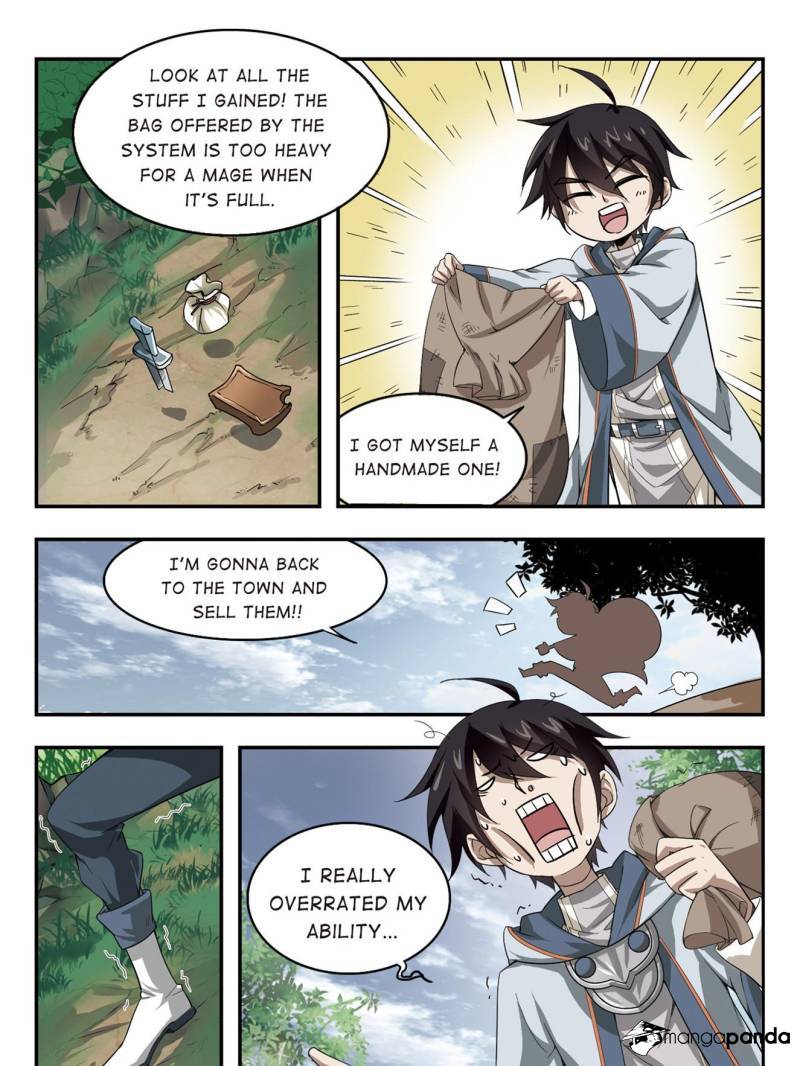 LOOK AT ALL THE
STUFF I GAINED! THE
BAG OFFERED BY THE
SYSTEM IS TOO HEAVY
FOR A MAGE WHEN
IT'S FULL.
I GOT MYSELF A
HANDMADE ONE!
I'M GONNA BACK
TO THE TOWN AND
SELL THEM!!
I REALLY
OVERRATED MY
ABILITY...
mangapanda